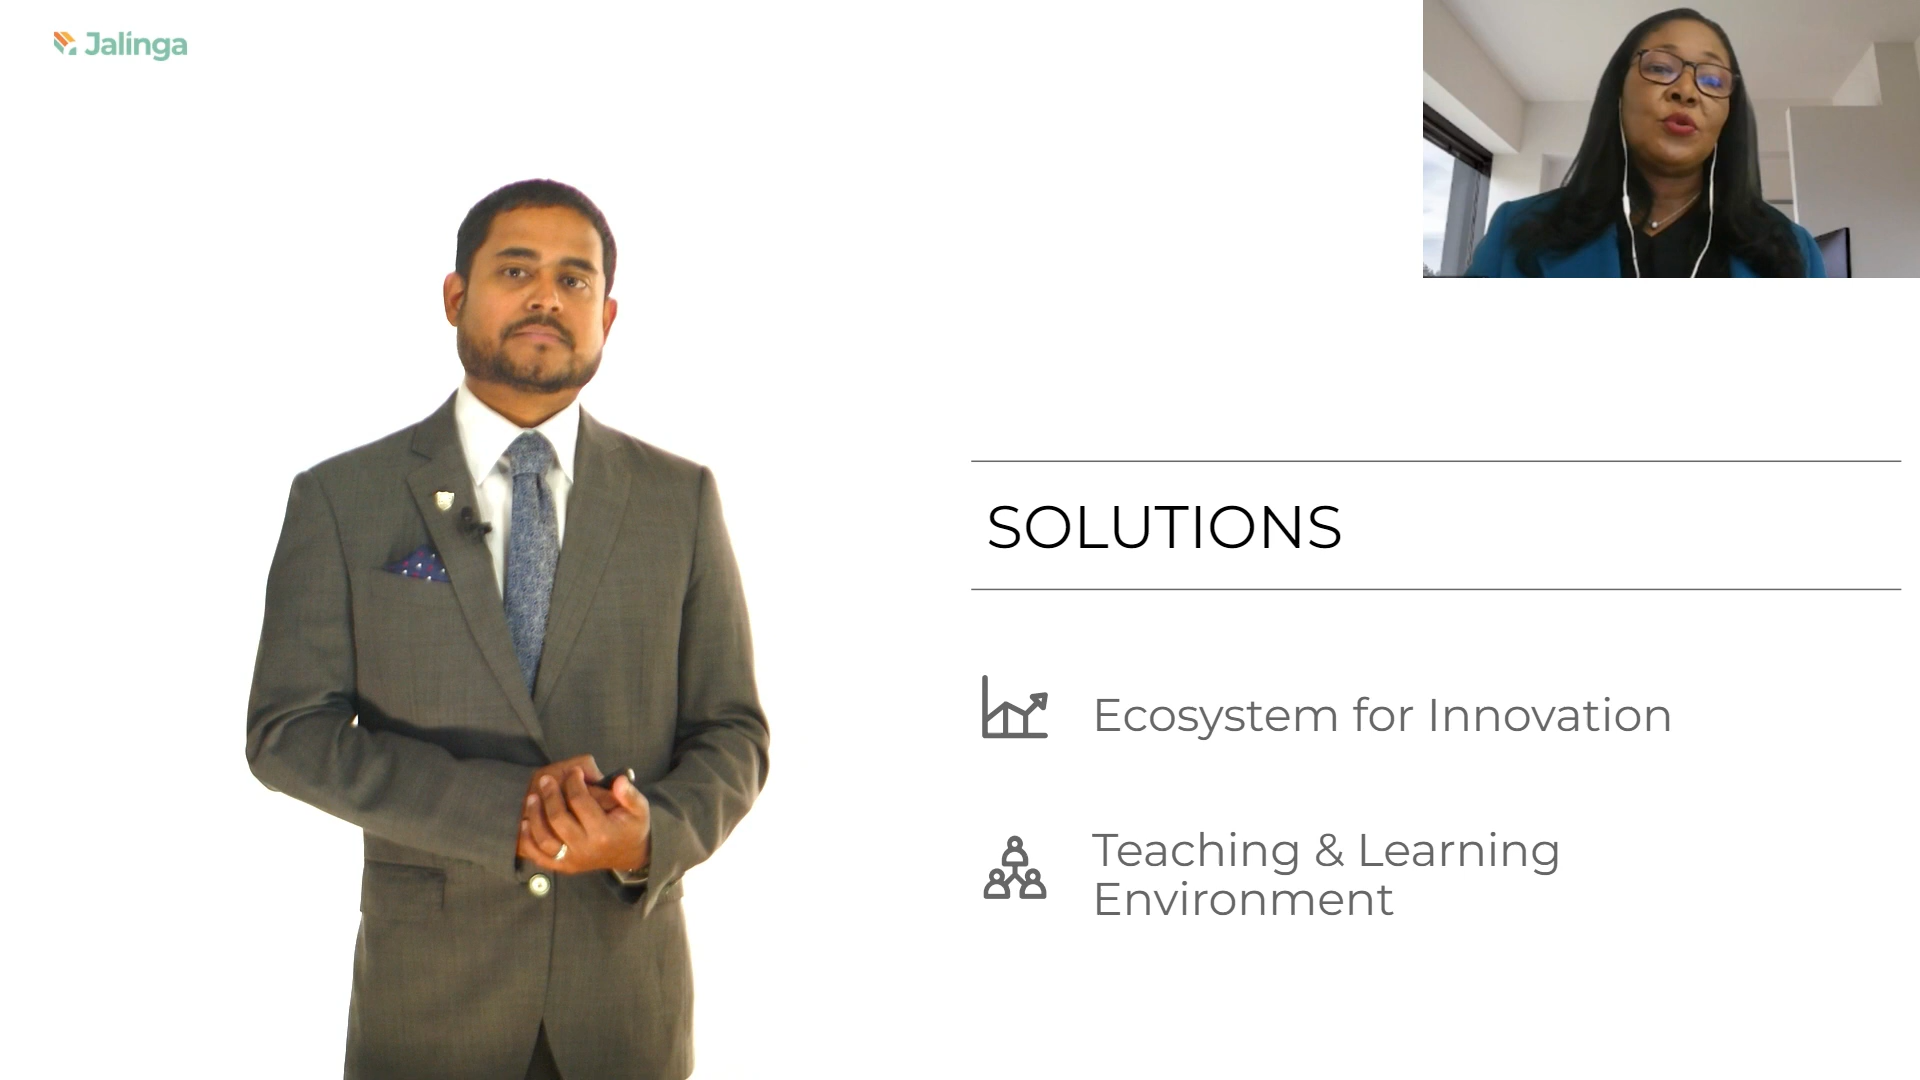 Jalinga
SOLUTIONS
Ecosystem for Innovation
Teaching & Learning
Environment